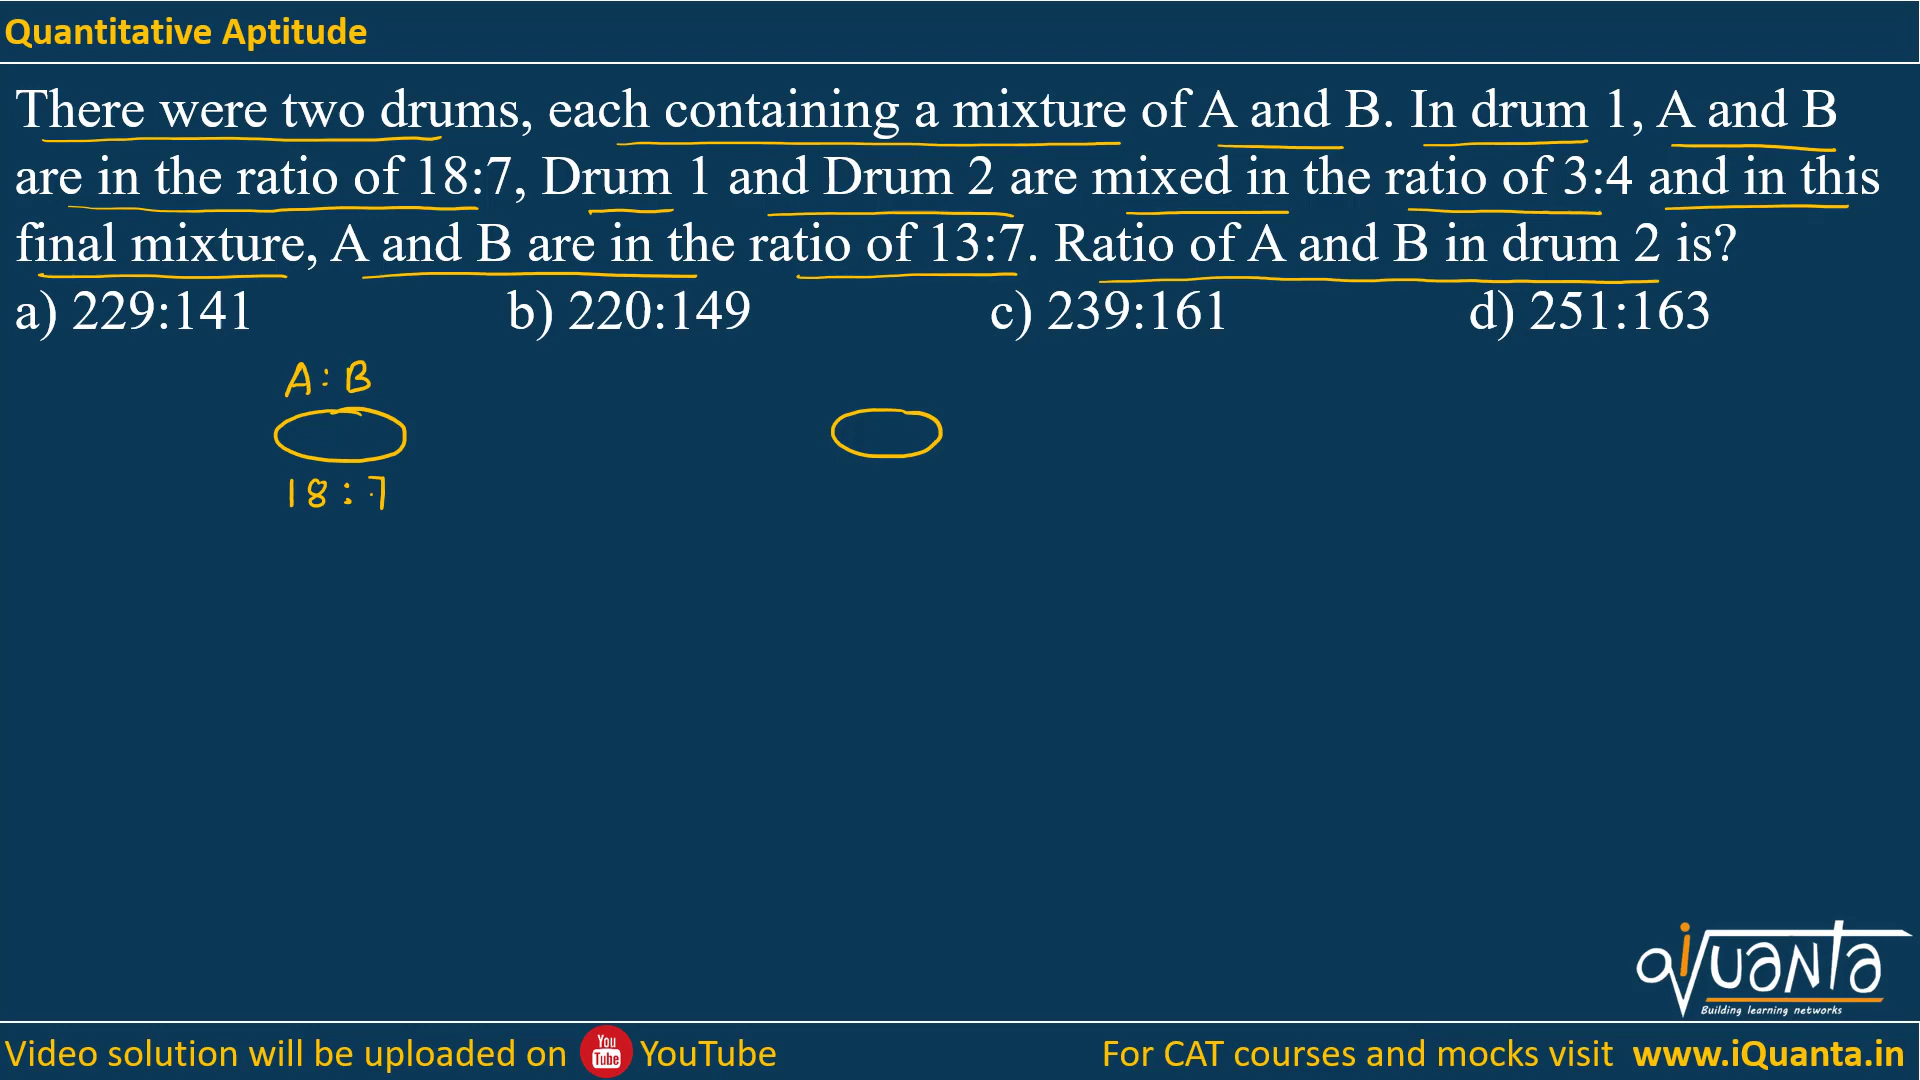 Quantitative Aptitude
There were two drums, each containing a mixture of A and B. In drum 1, A and B
are in the ratio of 18:7, Drum 1 and Drum 2 are mixed in the ratio of 3:4 and in this
final mixture, A and B are in the ratio of 13:7. Ratio of A and B in drum 2 is?
a) 229:141 b) 220:149 c) 239:161 d) 251:163
A : B
18 : 7
iQuanta
Building learning networks
Video solution will be uploaded on You Tube YouTube For CAT courses and mocks visit www.iQuanta.in